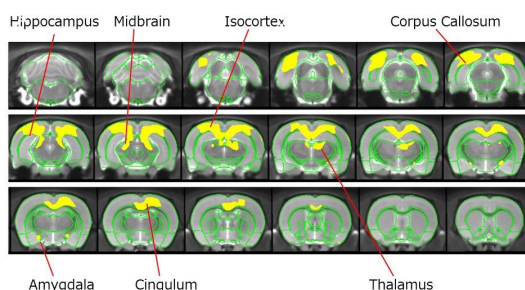 Hippocampus Midbrain Isocortex Corpus Callosum
Amygdala Cingulum Thalamus